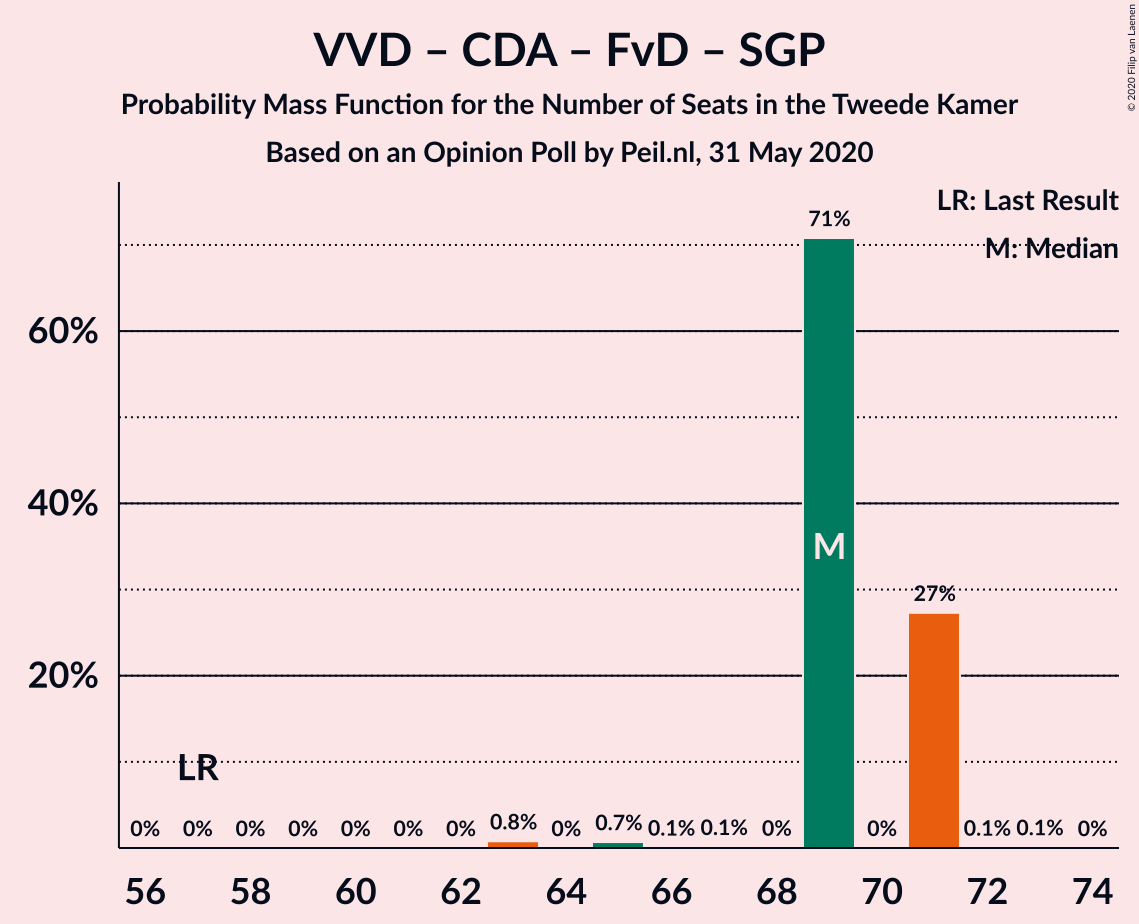 VVD – CDA – FvD – SGP
Probability Mass Function for the Number of Seats in the Tweede Kamer
Based on an Opinion Poll by Peil.nl, 31 May 2020
© 2020 Filip van Laenen
LR: Last Result
M: Median
71%
60%
40%
M
27%
20%
LR
0% 0% 0% 0% 0% 0% 0% 0.8% 0% 0.7% 0.1% 0.1% 0% 0% 0.1% 0.1% 0%
56 58 60 62 64 66 68 70 72 74